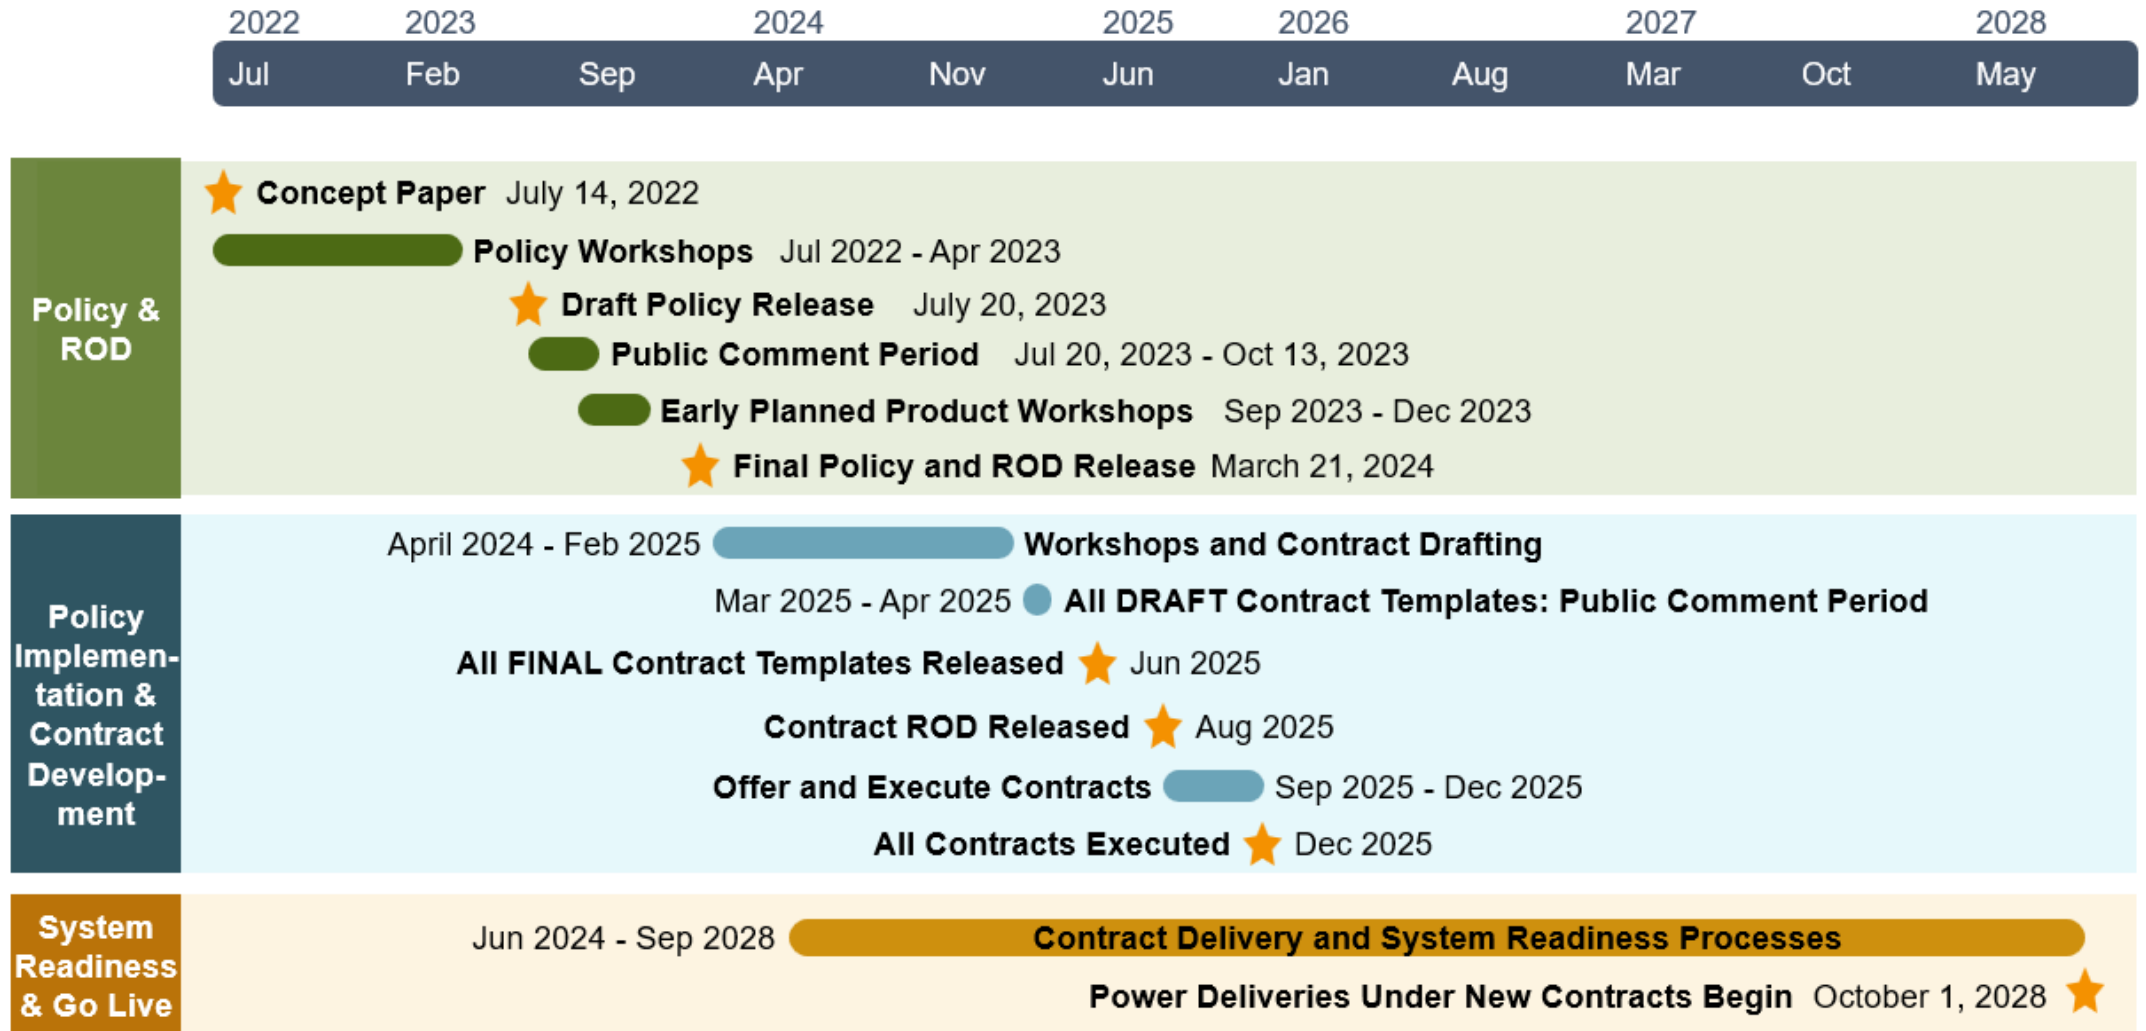 2022 2023 2024 2025 2026 2027 2028
Jul Feb Sep Apr Nov Jun Jan Aug Mar Oct May
Policy &
ROD
Concept Paper July 14, 2022
Policy Workshops Jul 2022 - Apr 2023
Draft Policy Release July 20, 2023
Public Comment Period Jul 20, 2023 - Oct 13, 2023
Early Planned Product Workshops Sep 2023 - Dec 2023
Final Policy and ROD Release March 21, 2024
Policy
Implemen-
tation &
Contract
Develop-
ment
April 2024 - Feb 2025 Workshops and Contract Drafting
Mar 2025 - Apr 2025 All DRAFT Contract Templates: Public Comment Period
All FINAL Contract Templates Released Jun 2025
Contract ROD Released Aug 2025
Offer and Execute Contracts Sep 2025 - Dec 2025
All Contracts Executed Dec 2025
System
Readiness
& Go Live
Jun 2024 - Sep 2028 Contract Delivery and System Readiness Processes
Power Deliveries Under New Contracts Begin October 1, 2028